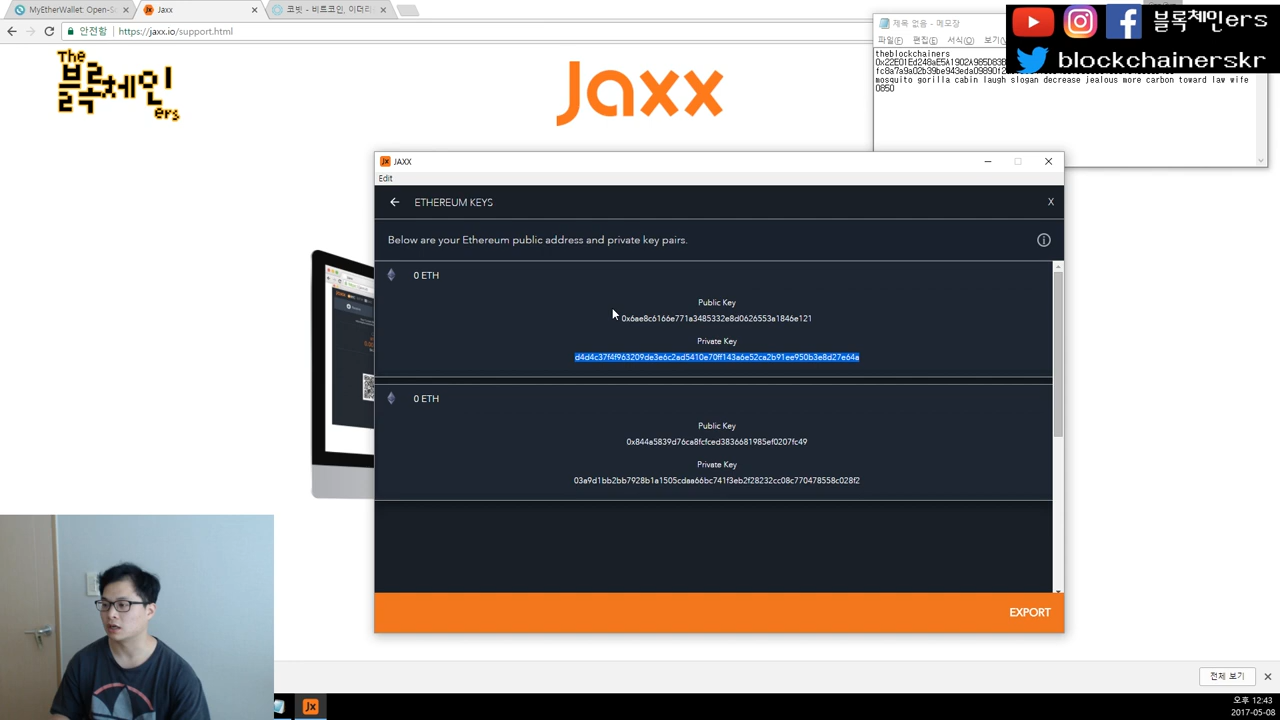 MyEtherWallet: Open-S
Jaxx
코빗 - 비트코인, 이더리
안전함
https://jaxx.io/support.html
The
블록체인
ers
Jaxx
제목 없음 - 메모장
파일(F) 편집(E) 서식(O) 보기(
theblockchainers
mosquito gorilla cabin laugh slogan decrease jealous more carbon toward law wife
0850
블록체인ers
blockchainerskr
JAXX
Edit
ETHEREUM KEYS
X
Below are your Ethereum public address and private key pairs.
0 ETH
Public Key
0x6ae8c6166e771a3485332e8d0626553a1846e121
Private Key
d4d4c37f4f963209de3e6c2ad5410e70ff143a6e52ca2b91ee950b3e8d27e64a
0 ETH
Public Key
0x844a5839d76ca8fcfced3836681985ef0207fc49
Private Key
03a9d1bb2bb7928b1a1505cdaa66bc741f3eb2f28232cc08c770478558c028f2
EXPORT
전체 보기
Jx
오후 12:43
2017-05-08